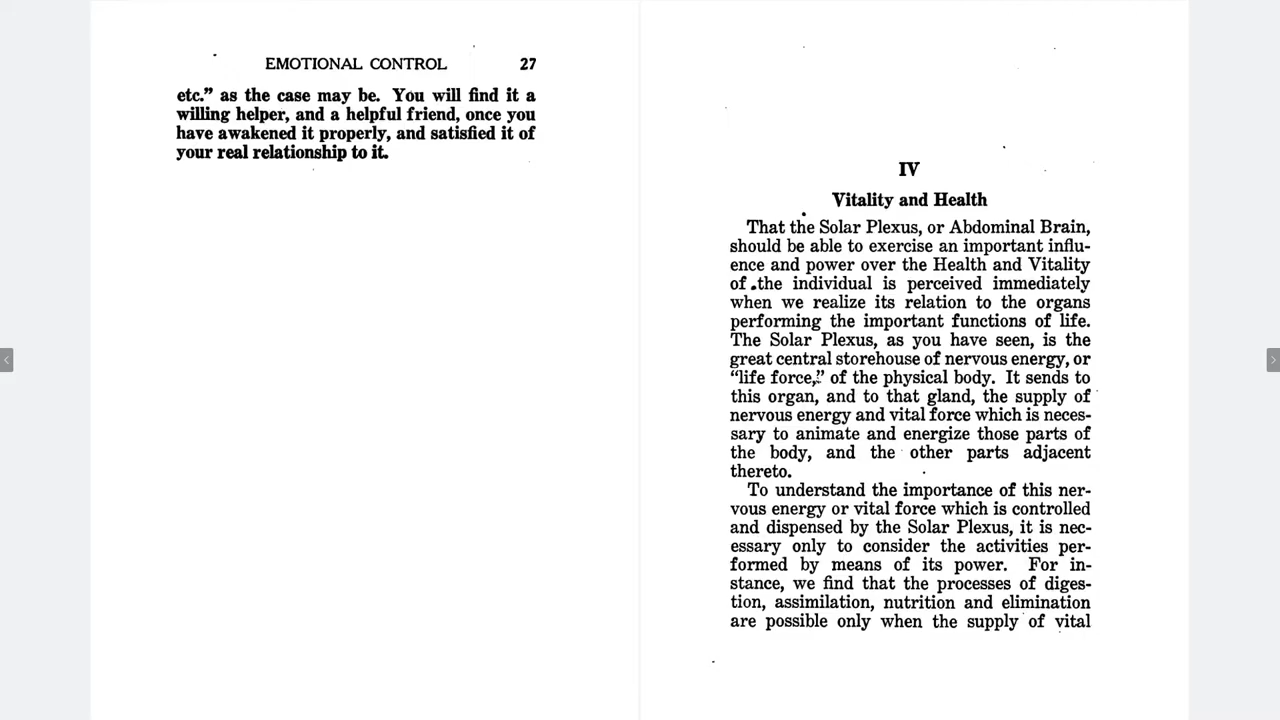 EMOTIONAL CONTROL 27
etc.” as the case may be. You will find it a
willing helper, and a helpful friend, once you
have awakened it properly, and satisfied it of
your real relationship to it.
IV
Vitality and Health
That the Solar Plexus, or Abdominal Brain,
should be able to exercise an important influ-
ence and power over the Health and Vitality
of the individual is perceived immediately
when we realize its relation to the organs
performing the important functions of life.
The Solar Plexus, as you have seen, is the
great central storehouse of nervous energy, or
“life force,” of the physical body. It sends to
this organ, and to that gland, the supply of
nervous energy and vital force which is neces-
sary to animate and energize those parts of
the body, and the other parts adjacent
thereto.
To understand the importance of this ner-
vous energy or vital force which is controlled
and dispensed by the Solar Plexus, it is nec-
essary only to consider the activities per-
formed by means of its power. For in-
stance, we find that the processes of diges-
tion, assimilation, nutrition and elimination
are possible only when the supply of vital